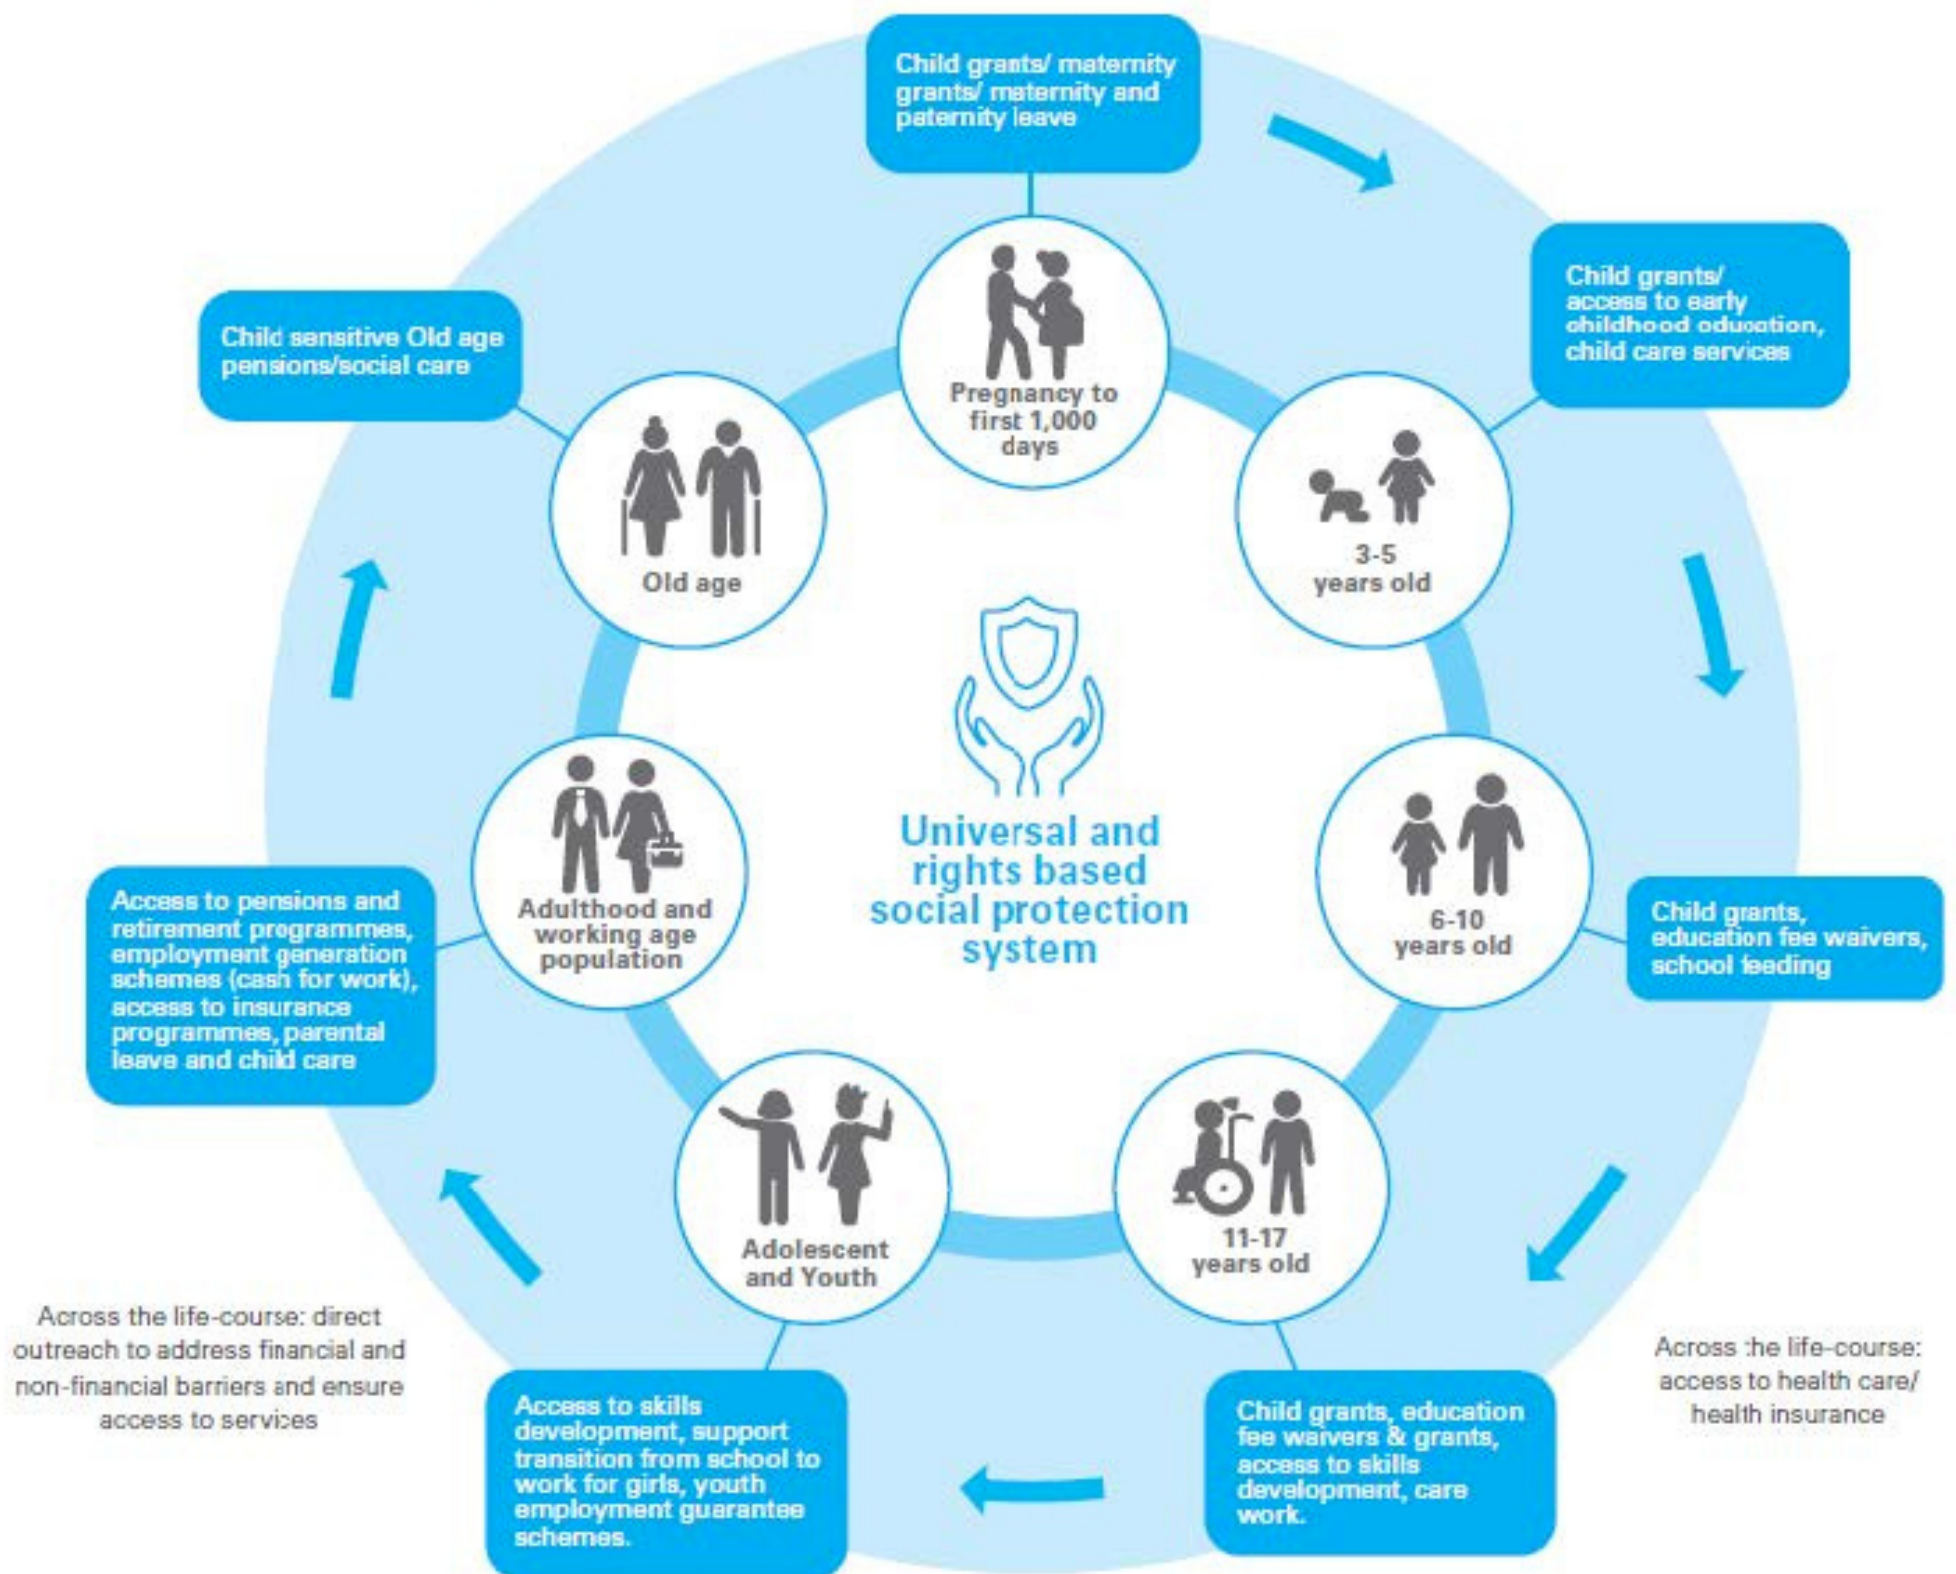 Child grants/ maternity
grants/ maternity and
paternity leave
Pregnancy to
first 1,000
days
Child grants/
access to early
childhood education,
child care services
3-5
years old
Child grants,
education fee waivers,
school feeding
6-10
years old
Child grants, education
fee waivers & grants,
access to skills
development, care
work.
11-17
years old
Access to skills
development, support
transition from school to
work for girls, youth
employment guarantee
schemes.
Adolescent
and Youth
Access to pensions and
retirement programmes,
employment generation
schemes (cash for work),
access to insurance
programmes, parental
leave and child care
Adulthood and
working age
population
Child sensitive Old age
pensions/social care
Old age
Universal and
rights based
social protection
system
Across the life-course: direct
outreach to address financial and
non-financial barriers and ensure
access to services
Across the life-course:
access to health care/
health insurance